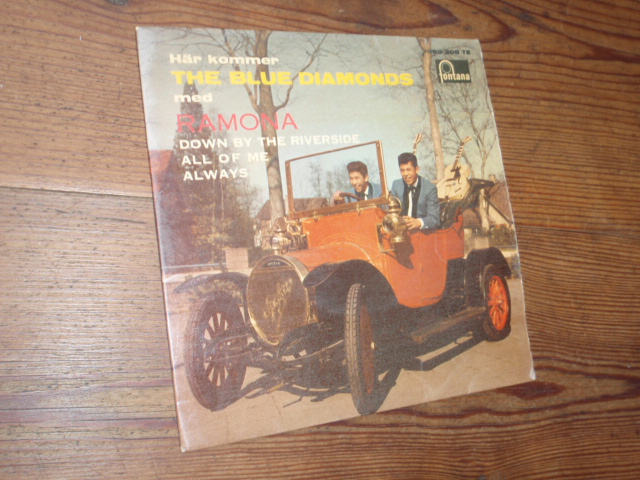 Här kommer
THE BLUE DIAMONDS
med
RAMONA
DOWN BY THE RIVERSIDE
ALL OF ME
ALWAYS
fontana